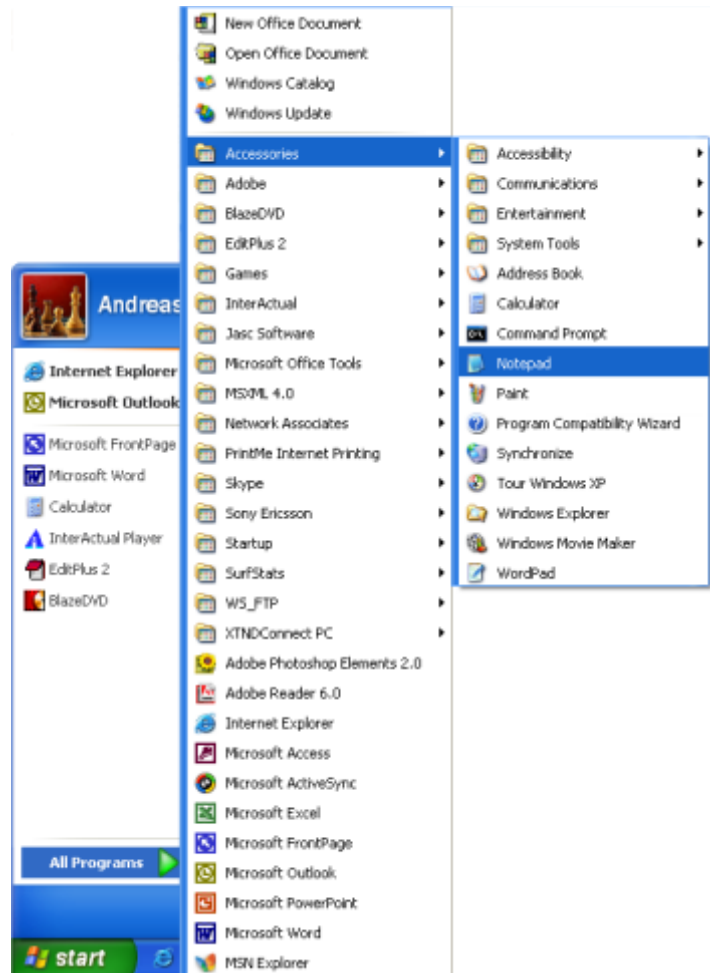 New Office Document
Open Office Document
Windows Catalog
Windows Update
Accessories
Adobe
BlazeDVD
EditPlus 2
Games
InterActual
Jasc Software
Microsoft Office Tools
MSXML 4.0
Network Associates
PrintMe Internet Printing
Skype
Sony Ericsson
Startup
SurfStats
WS_FTP
XTNDConnect PC
Adobe Photoshop Elements 2.0
Adobe Reader 6.0
Internet Explorer
Microsoft Access
Microsoft ActiveSync
Microsoft Excel
Microsoft FrontPage
Microsoft Outlook
Microsoft PowerPoint
Microsoft Word
MSN Explorer
Accessibility
Communications
Entertainment
System Tools
Address Book
Calculator
Command Prompt
Notepad
Paint
Program Compatibility Wizard
Synchronize
Tour Windows XP
Windows Explorer
Windows Movie Maker
WordPad
Andreas
Internet Explorer
Microsoft Outlook
Microsoft FrontPage
Microsoft Word
Calculator
InterActual Player
EditPlus 2
BlazeDVD
All Programs
start